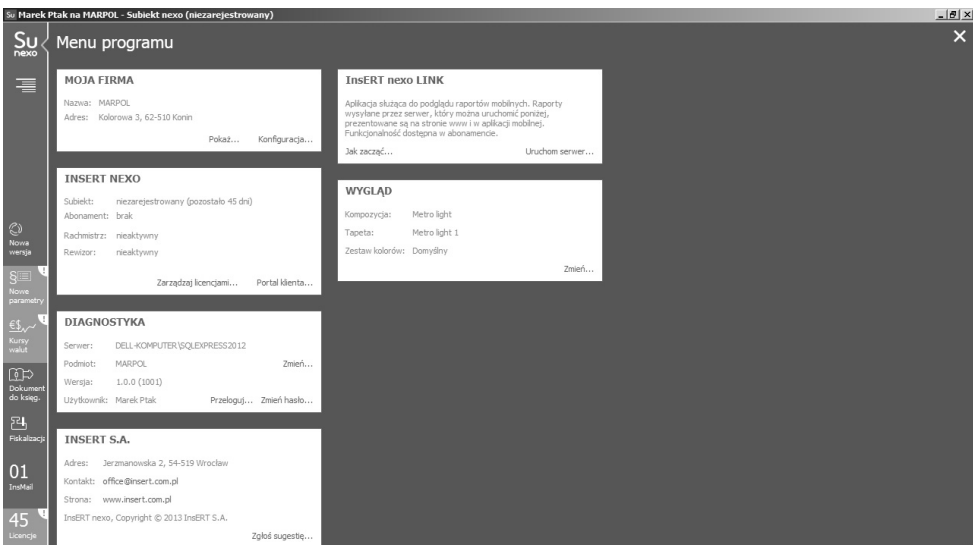 Su Marek Ptak na MARPOL - Subiekt nexo (niezarejestrowany)
Su
nexo
Menu programu
MOJA FIRMA
Nazwa: MARPOL
Adres: Kolorowa 3, 62-510 Konin
Pokaż... Konfiguracja...
INSERT NEXO
Subiekt: niezarejestrowany (pozostało 45 dni)
Abonament: brak
Rachmistrz: nieaktywny
Rewizor: nieaktywny
Zarządzaj licencjami... Portal klienta...
DIAGNOSTYKA
Serwer: DELL-KOMPUTER\SQLEXPRESS2012
Podmiot: MARPOL Zmień...
Wersja: 1.0.0 (1001)
Użytkownik: Marek Ptak Przeloguj... Zmień hasło...
INSERT S.A.
Adres: Jerzmanowska 2, 54-519 Wrocław
Kontakt: office@insert.com.pl
Strona: www.insert.com.pl
InsERT nexo, Copyright © 2013 InsERT S.A.
Zgłoś sugestię...
InsERT nexo LINK
Aplikacja służąca do podglądu raportów mobilnych. Raporty
wysyłane przez serwer, który można uruchomić poniżej,
prezentowane są na stronie www i w aplikacji mobilnej.
Funkcjonalność dostępna w abonamencie.
Jak zacząć... Uruchom serwer...
WYGLĄD
Kompozycja: Metro light
Tapeta: Metro light 1
Zestaw kolorów: Domyślny
Zmień...
Nowa
wersja
§ !
Nowe
parametry
€$ !
Kursy
walut
Dokument
do księg.
Fiskalizacja
01
InsMail
45 !
Licencje